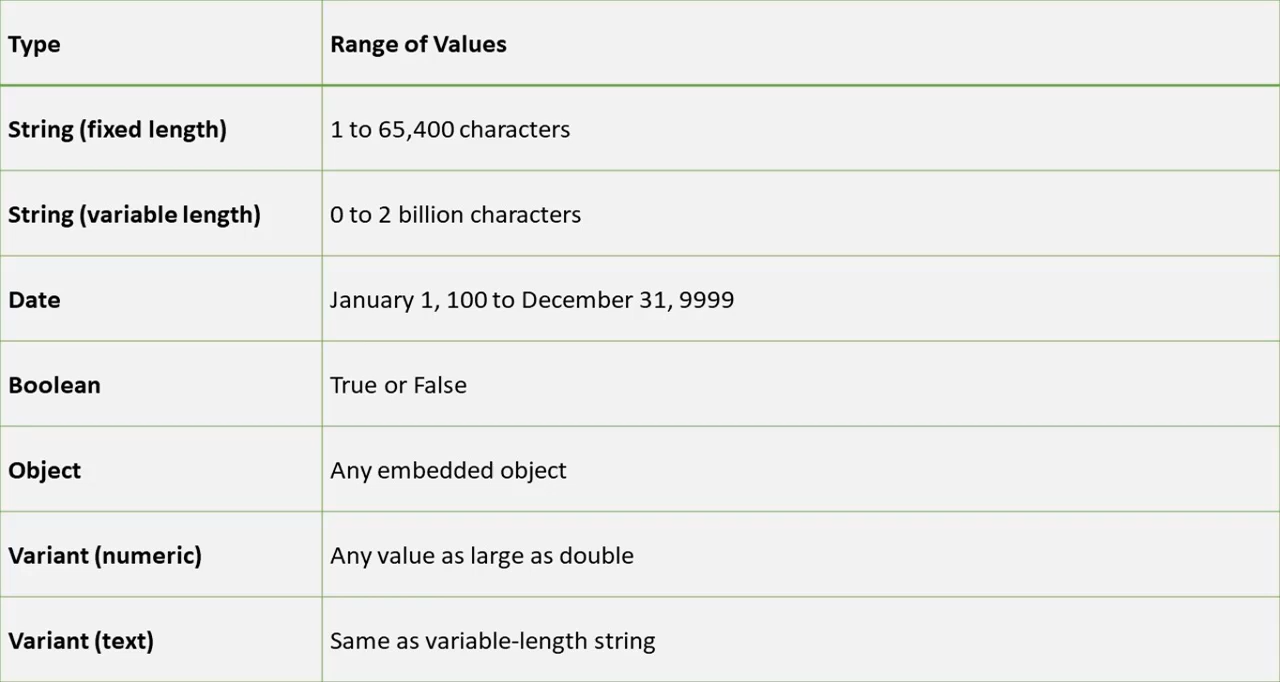 Type
Range of Values
String (fixed length)
1 to 65,400 characters
String (variable length)
0 to 2 billion characters
Date
January 1, 100 to December 31, 9999
Boolean
True or False
Object
Any embedded object
Variant (numeric)
Any value as large as double
Variant (text)
Same as variable-length string